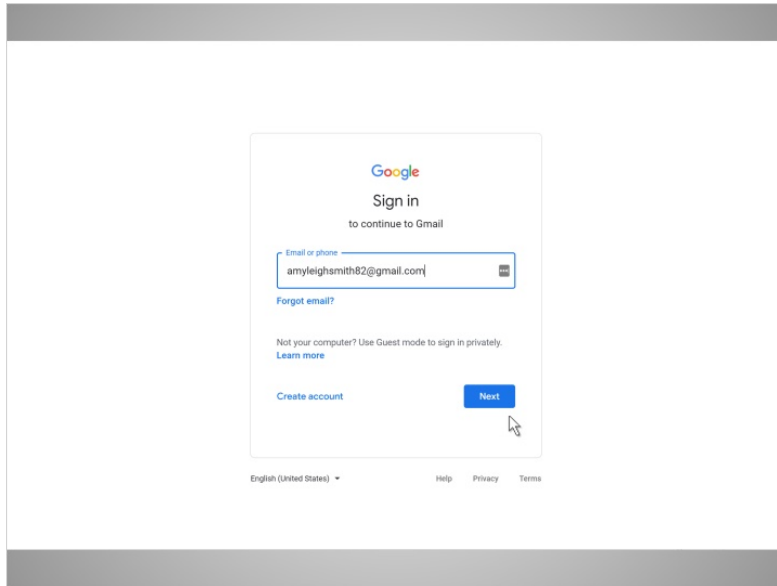 Google
Sign in
to continue to Gmail
Email or phone
amyleighsmith82@gmail.com
Forgot email?
Not your computer? Use Guest mode to sign in privately.
Learn more
Create account
Next
English (United States)
Help Privacy Terms